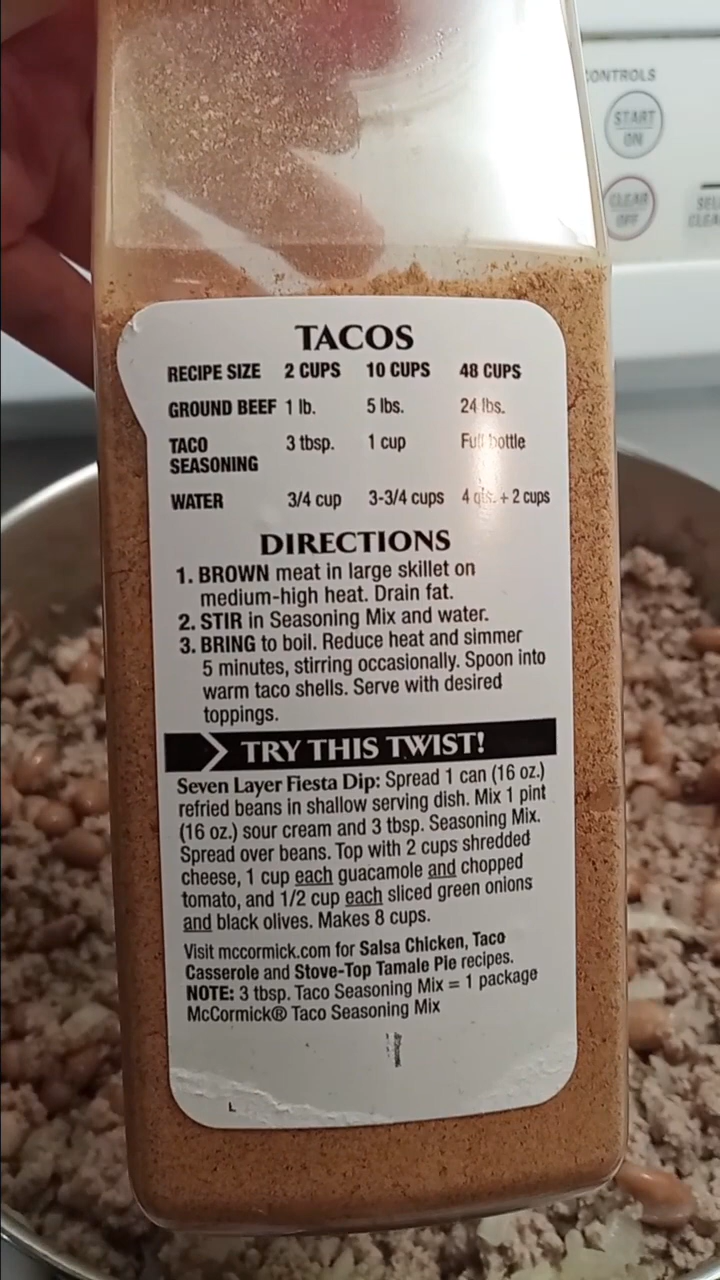 CONTROLS
START
ON
CLEAR
OFF
TACOS
RECIPE SIZE 2 CUPS 10 CUPS 48 CUPS
GROUND BEEF 1 lb. 5 lbs. 24 lbs.
TACO SEASONING 3 tbsp. 1 cup Full bottle
WATER 3/4 cup 3-3/4 cups 4 qts. + 2 cups
DIRECTIONS
1. BROWN meat in large skillet on
medium-high heat. Drain fat.
2. STIR in Seasoning Mix and water.
3. BRING to boil. Reduce heat and simmer
5 minutes, stirring occasionally. Spoon into
warm taco shells. Serve with desired
toppings.
TRY THIS TWIST!
Seven Layer Fiesta Dip: Spread 1 can (16 oz.)
refried beans in shallow serving dish. Mix 1 pint
(16 oz.) sour cream and 3 tbsp. Seasoning Mix.
Spread over beans. Top with 2 cups shredded
cheese, 1 cup each guacamole and chopped
tomato, and 1/2 cup each sliced green onions
and black olives. Makes 8 cups.
Visit mccormick.com for Salsa Chicken, Taco
Casserole and Stove-Top Tamale Pie recipes.
NOTE: 3 tbsp. Taco Seasoning Mix = 1 package
McCormick® Taco Seasoning Mix
L